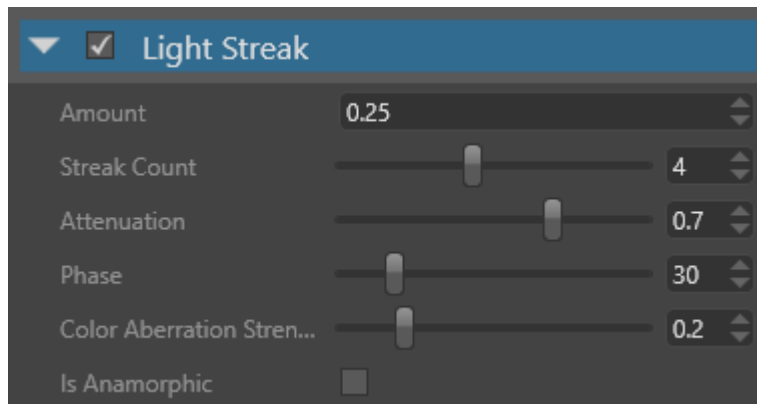 Light Streak
Amount 0.25
Streak Count 4
Attenuation 0.7
Phase 30
Color Aberration Stren... 0.2
Is Anamorphic